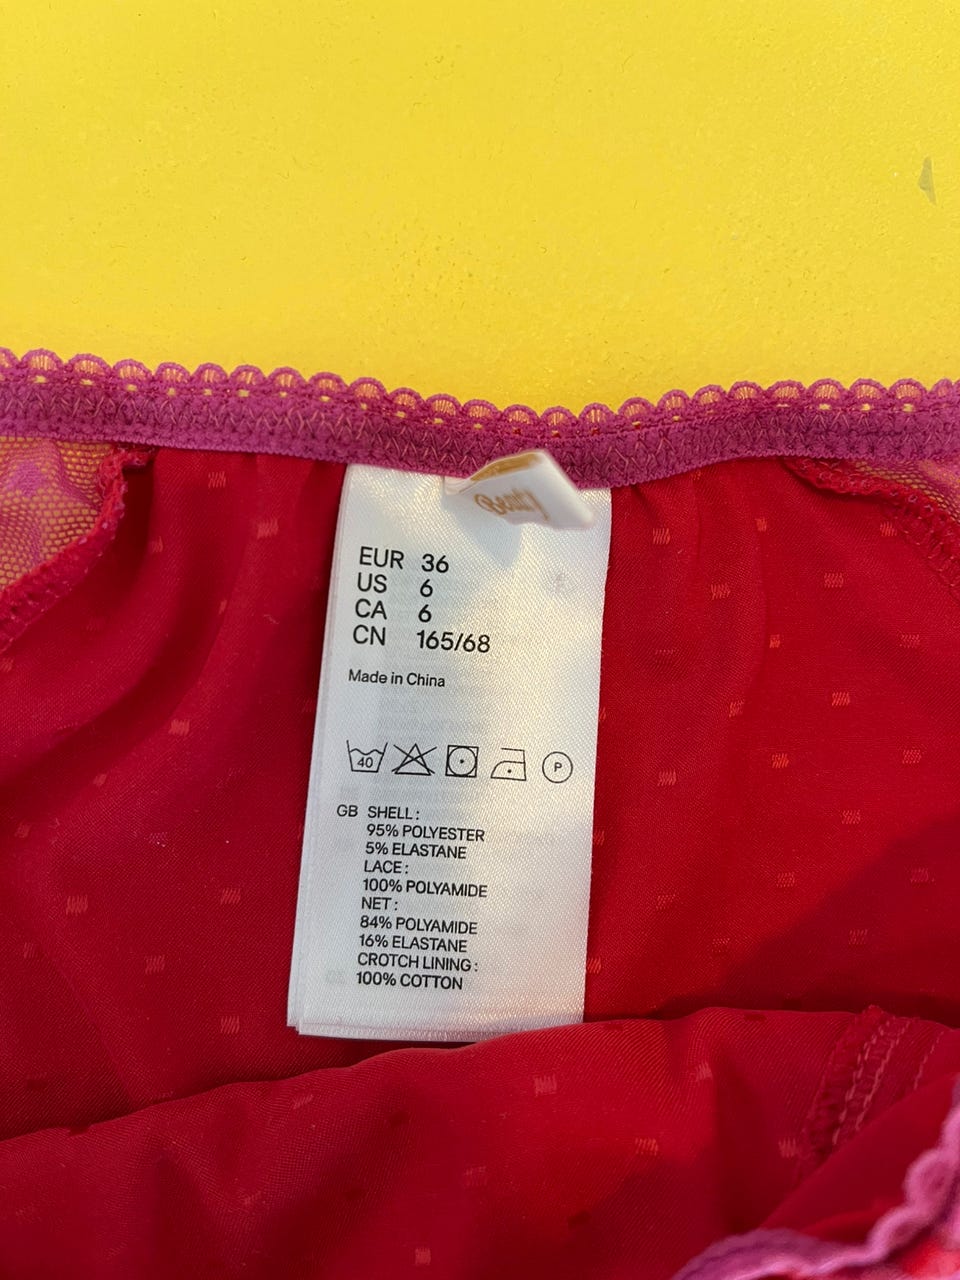 EUR 36
US 6
CA 6
CN 165/68
Made in China
40 P
GB SHELL :
95% POLYESTER
5% ELASTANE
LACE :
100% POLYAMIDE
NET :
84% POLYAMIDE
16% ELASTANE
CROTCH LINING :
100% COTTON